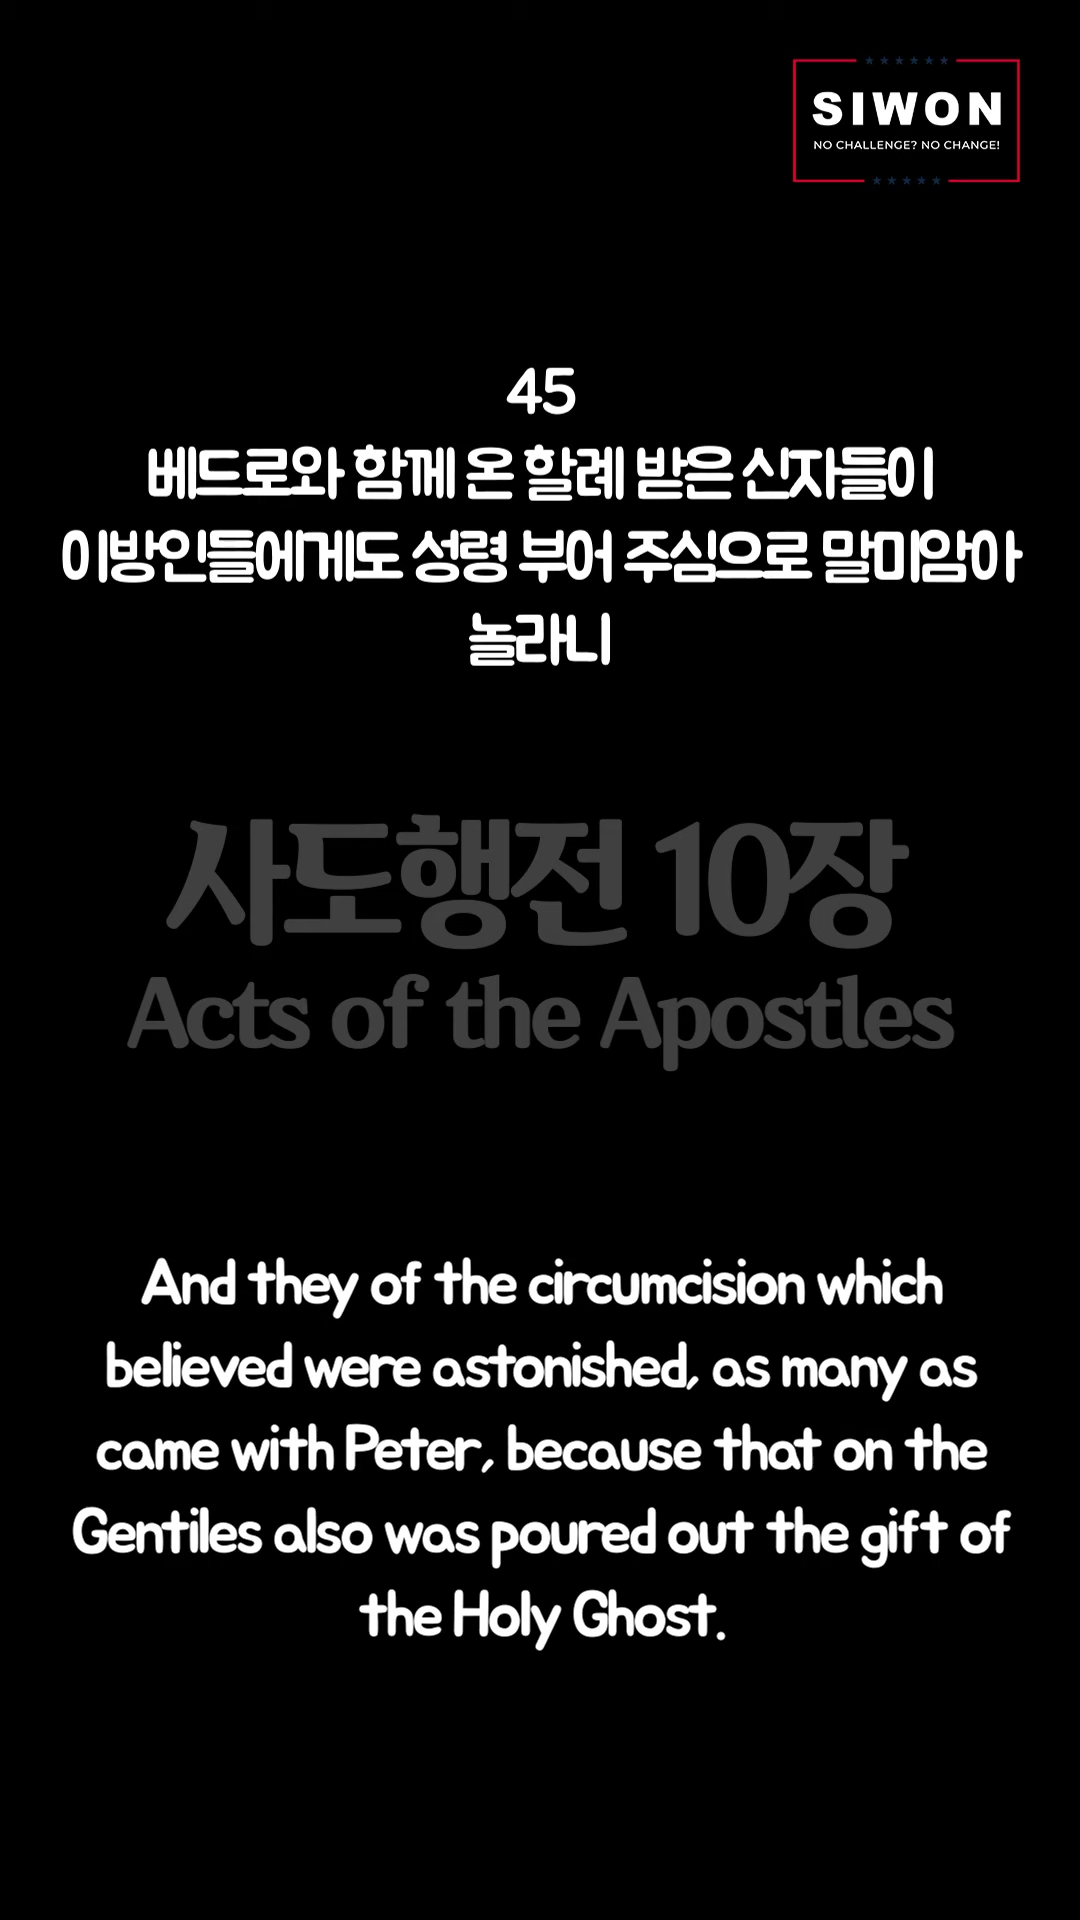 SIWON
NO CHALLENGE? NO CHANGE!
45
베드로와 함께 온 할례 받은 신자들이
이방인들에게도 성령 부어 주심으로 말미암아
놀라니
사도행전 10장
Acts of the Apostles
And they of the circumcision which
believed were astonished, as many as
came with Peter, because that on the
Gentiles also was poured out the gift of
the Holy Ghost.